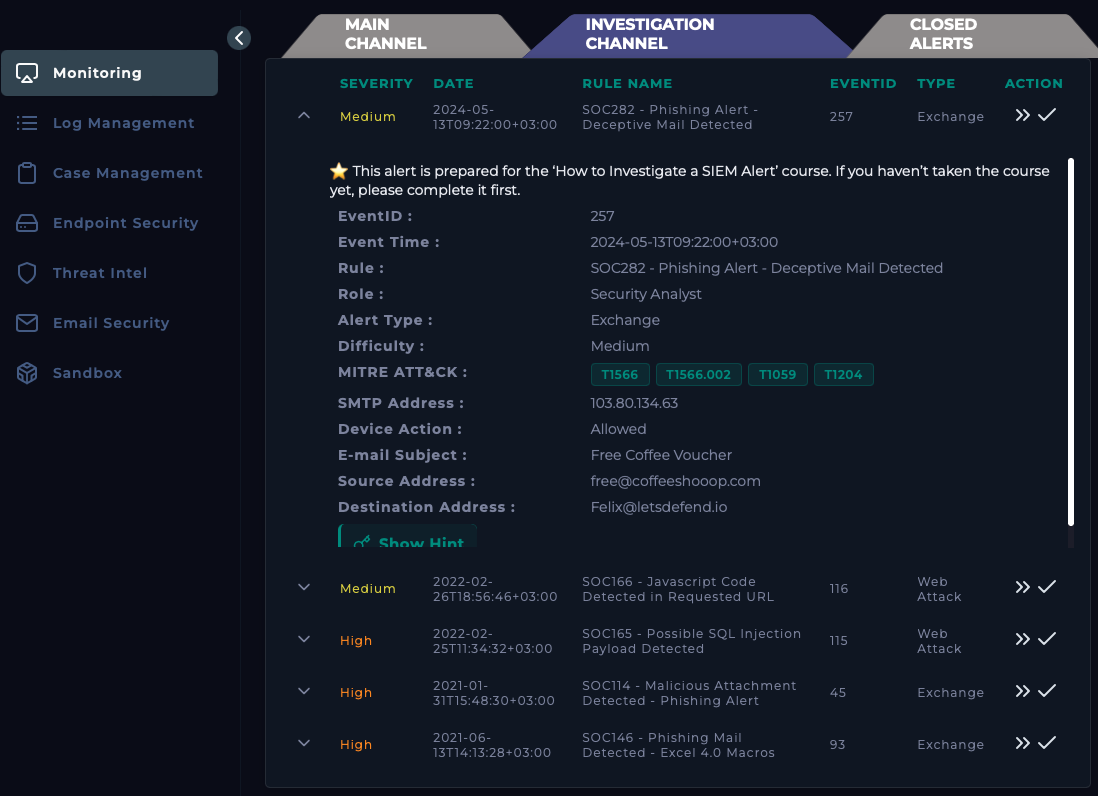 MAIN
CHANNEL
INVESTIGATION
CHANNEL
CLOSED
ALERTS
Monitoring
Log Management
Case Management
Endpoint Security
Threat Intel
Email Security
Sandbox
SEVERITY DATE RULE NAME EVENTID TYPE ACTION
Medium
2024-05-
13T09:22:00+03:00
SOC282 - Phishing Alert -
Deceptive Mail Detected
257
Exchange
⭐ This alert is prepared for the ‘How to Investigate a SIEM Alert’ course. If you haven’t taken the course
yet, please complete it first.
EventID : 257
Event Time : 2024-05-13T09:22:00+03:00
Rule : SOC282 - Phishing Alert - Deceptive Mail Detected
Role : Security Analyst
Alert Type : Exchange
Difficulty : Medium
MITRE ATT&CK : T1566 T1566.002 T1059 T1204
SMTP Address : 103.80.134.63
Device Action : Allowed
E-mail Subject : Free Coffee Voucher
Source Address : free@coffeeshooop.com
Destination Address : Felix@letsdefend.io
Show Hint
Medium
2022-02-
26T18:56:46+03:00
SOC166 - Javascript Code
Detected in Requested URL
116
Web
Attack
High
2022-02-
25T11:34:32+03:00
SOC165 - Possible SQL Injection
Payload Detected
115
Web
Attack
High
2021-01-
31T15:48:30+03:00
SOC114 - Malicious Attachment
Detected - Phishing Alert
45
Exchange
High
2021-06-
13T14:13:28+03:00
SOC146 - Phishing Mail
Detected - Excel 4.0 Macros
93
Exchange